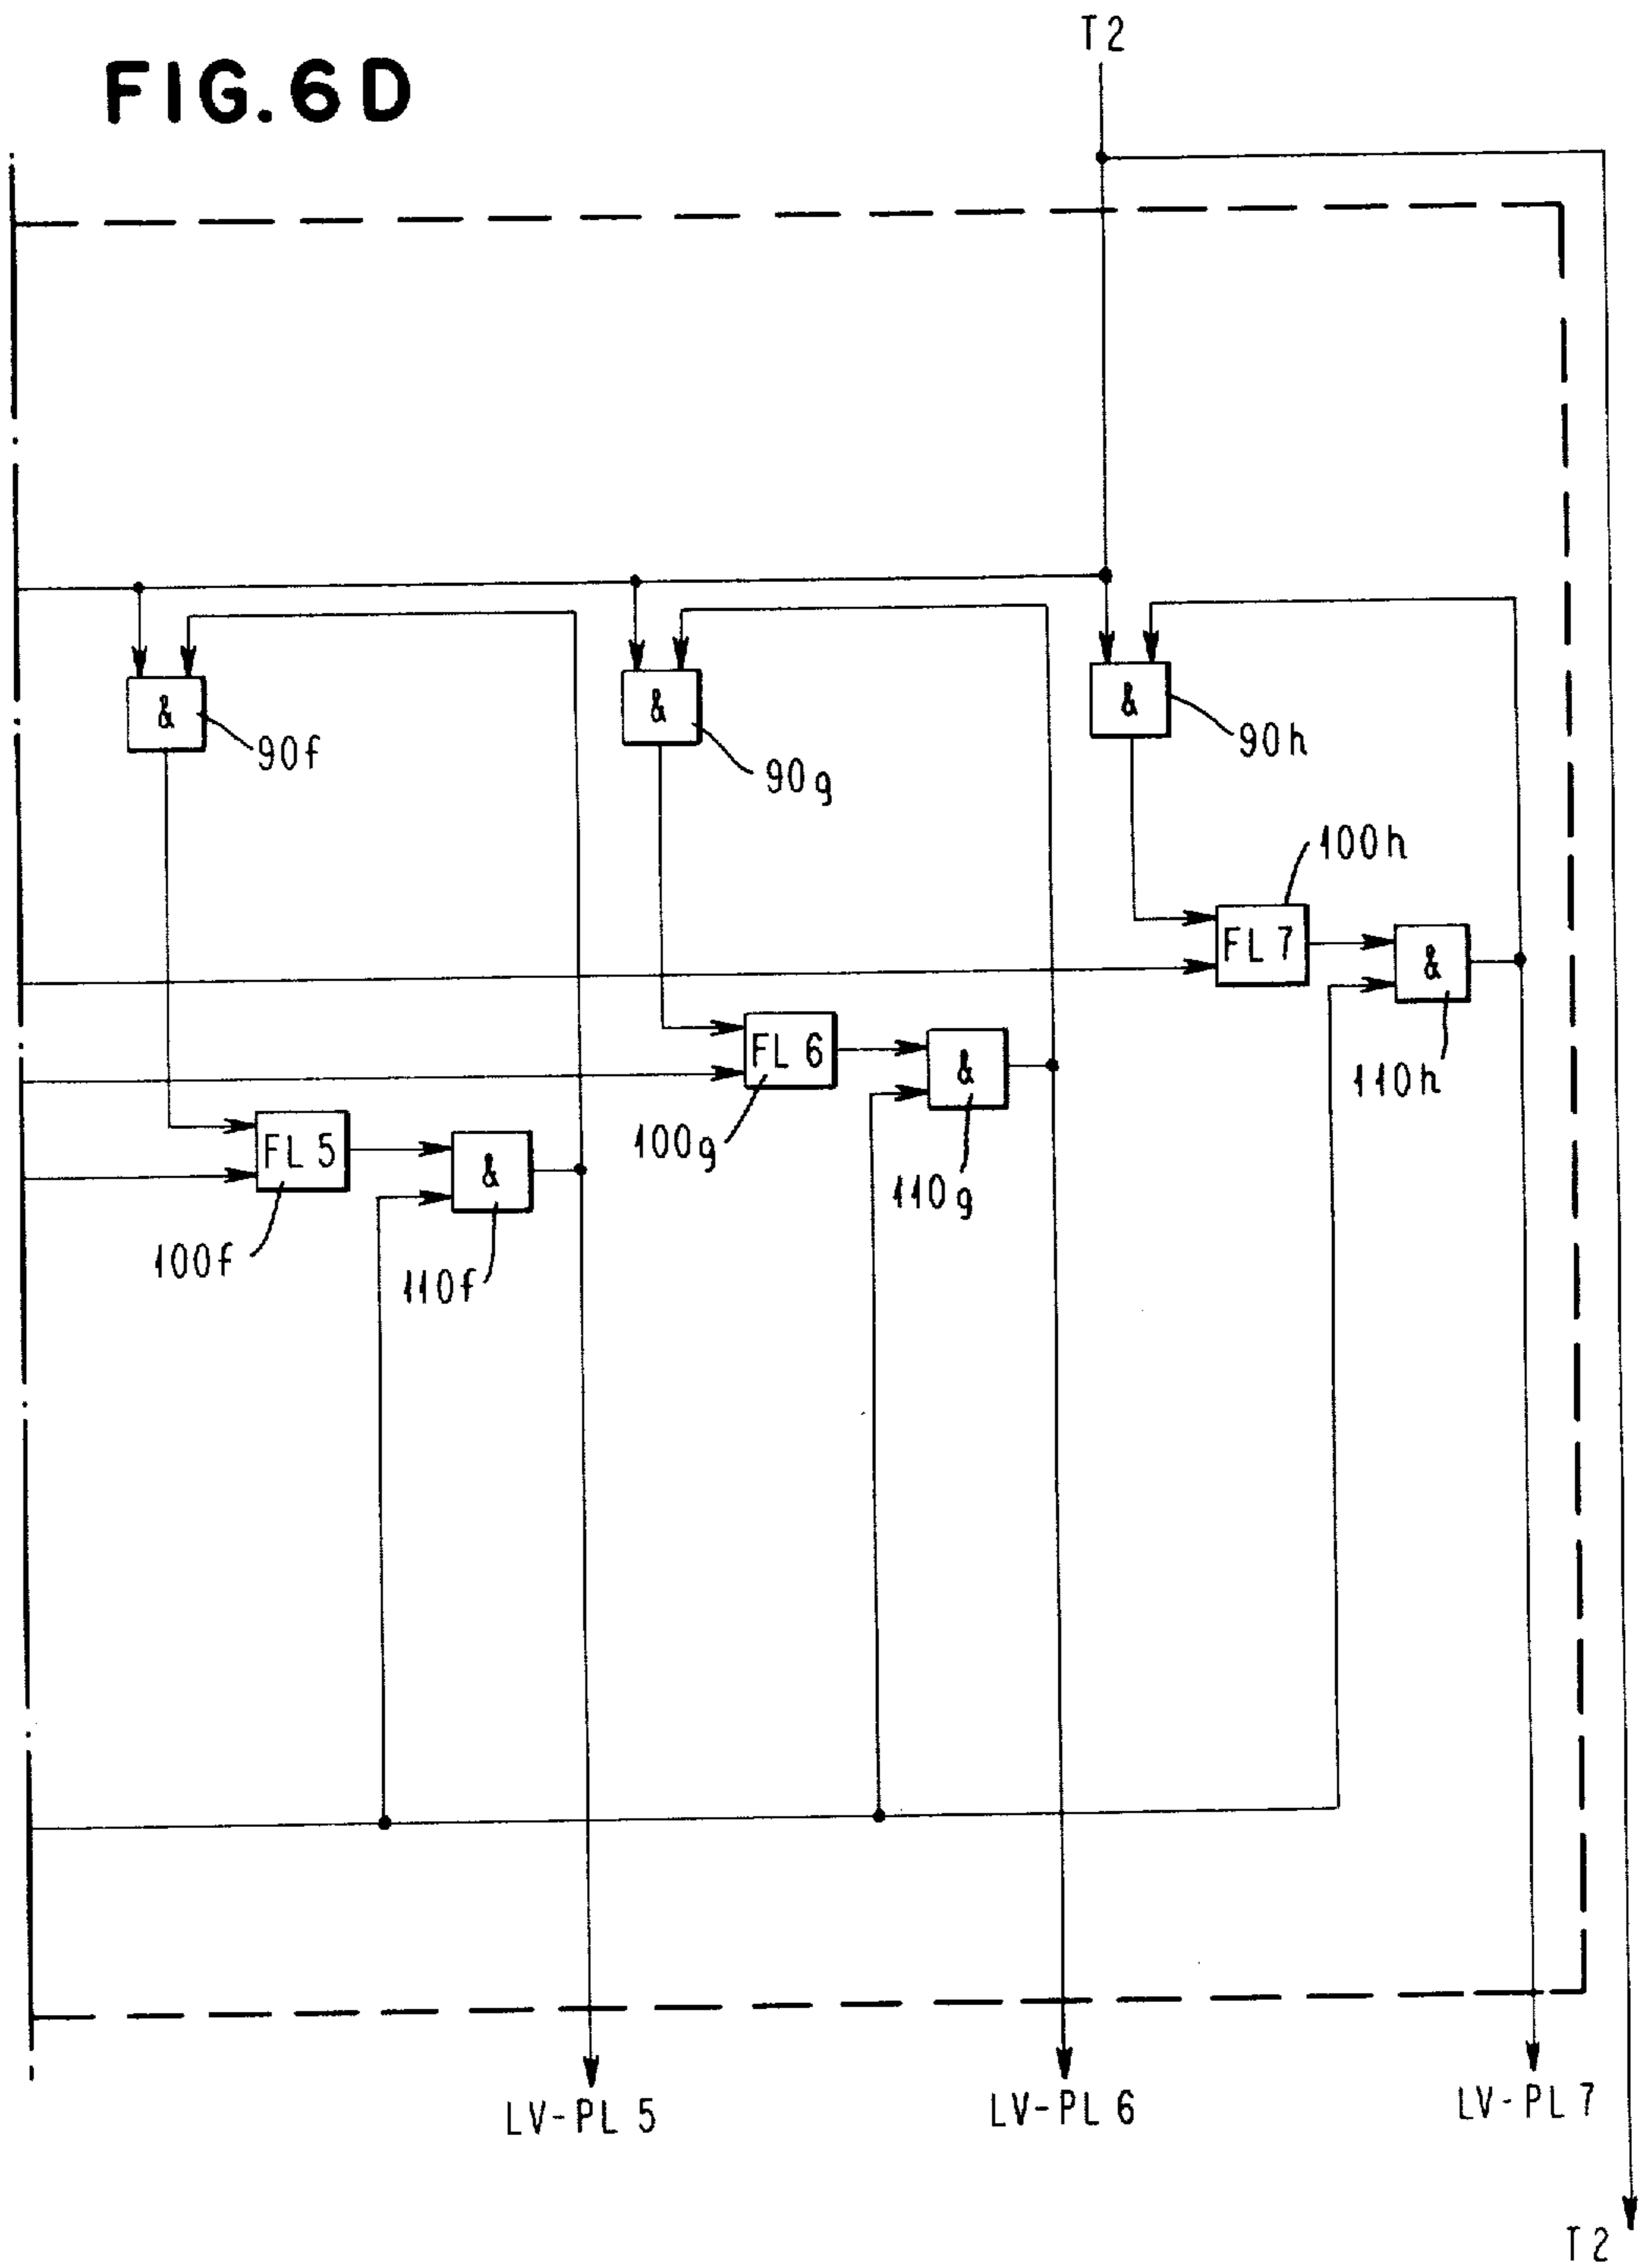 T2
FIG. 6D
&
&
&
90f
90g
90h
100h
FL 7
&
110h
FL 6
&
100g
110g
FL 5
&
100f
110f
LV-PL 5
LV-PL 6
LV-PL 7
T2